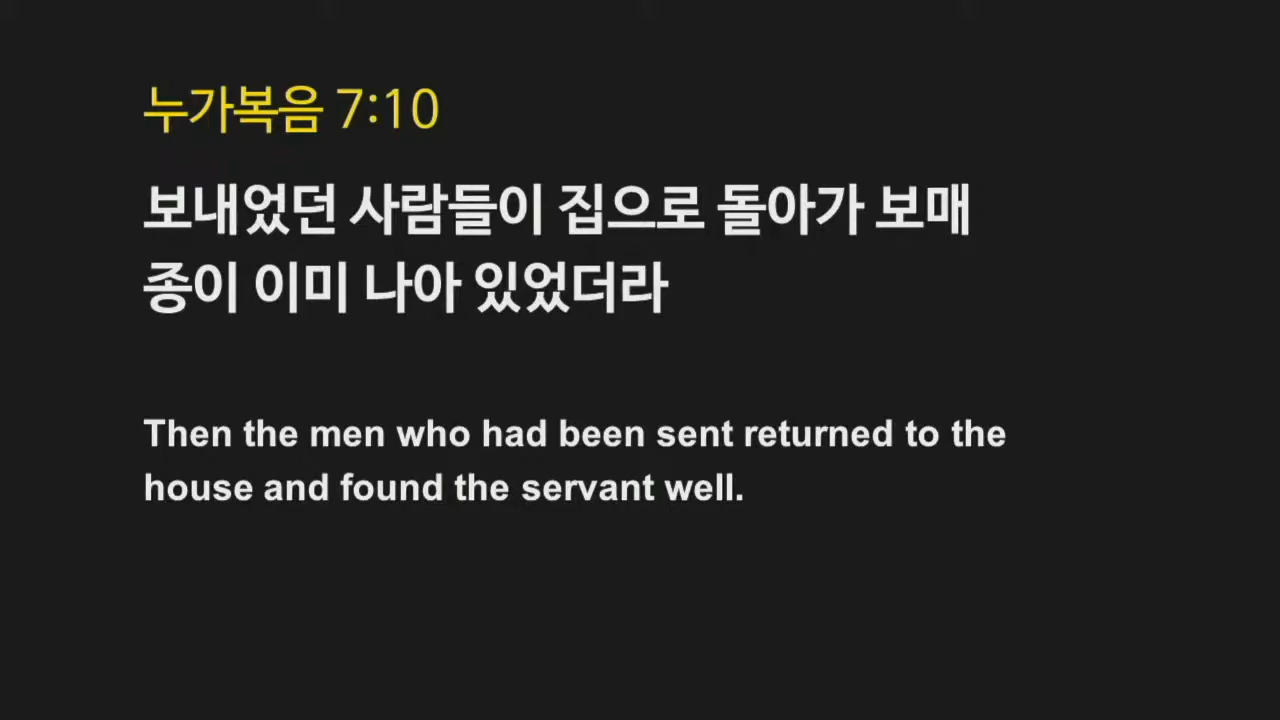 누가복음 7:10
보내었던 사람들이 집으로 돌아가 보매
종이 이미 나아 있었더라
Then the men who had been sent returned to the
house and found the servant well.